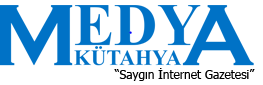 MEDYA
KÜTAHYA
“Saygın İnternet Gazetesi”